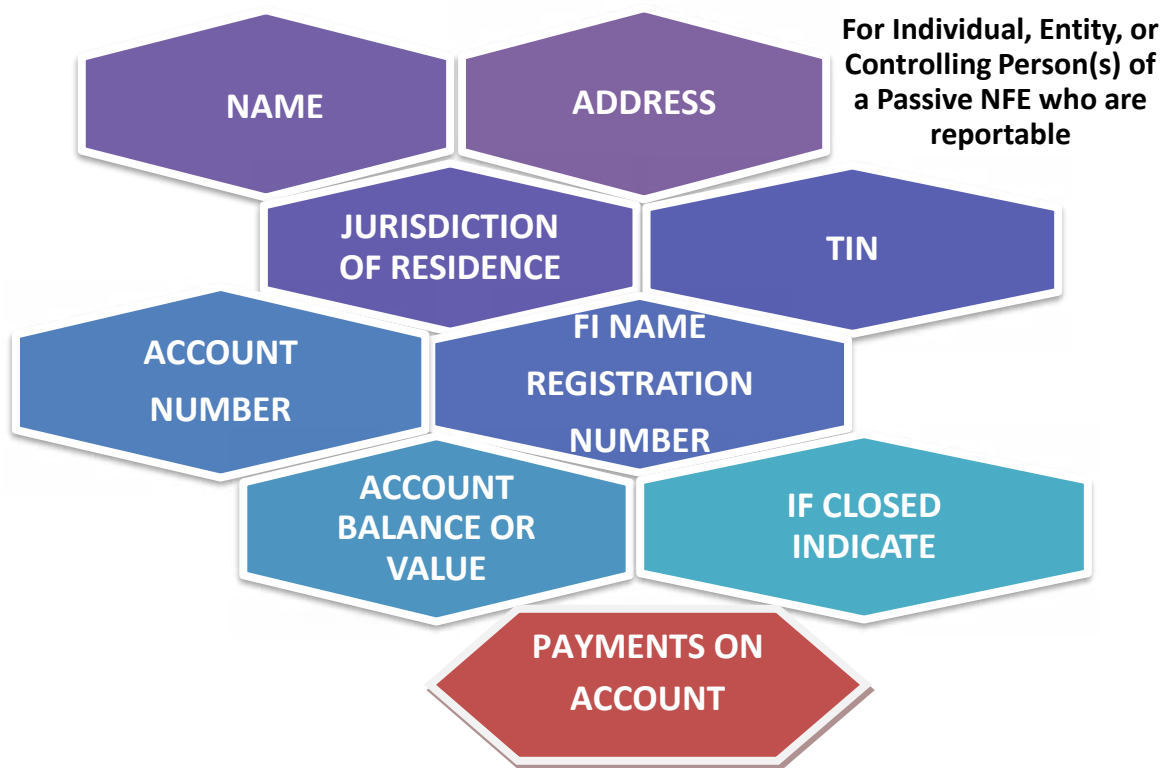 For Individual, Entity, or
Controlling Person(s) of
a Passive NFE who are
reportable
NAME
ADDRESS
JURISDICTION
OF RESIDENCE
TIN
ACCOUNT
NUMBER
FI NAME
REGISTRATION
NUMBER
ACCOUNT
BALANCE OR
VALUE
IF CLOSED
INDICATE
PAYMENTS ON
ACCOUNT